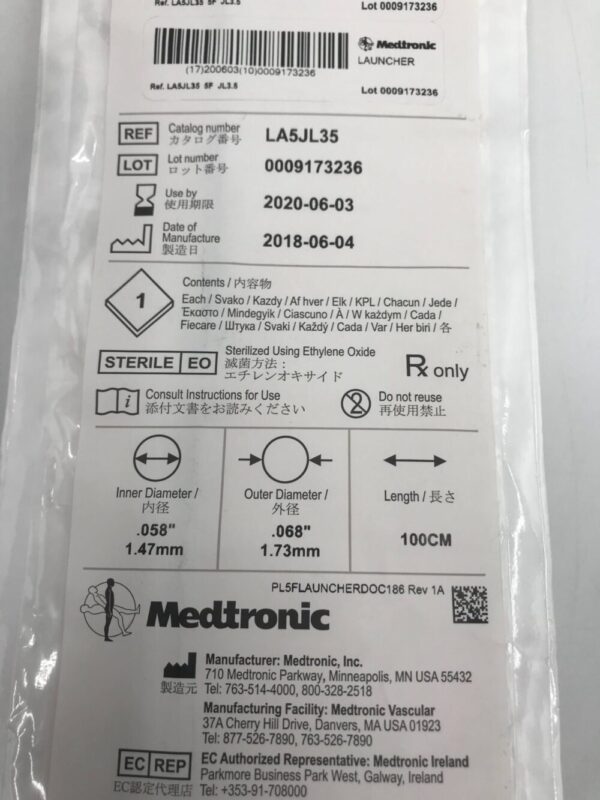 Ref. LA5JL35 5F JL3.5
Lot 0009173236
Medtronic
(17)200603(10)0009173236
LAUNCHER
Ref. LA5JL35 5F JL3.5
Lot 0009173236
REF Catalog number LA5JL35
カタログ番号
LOT Lot number 0009173236
ロット番号
Use by 2020-06-03
使用期限
Date of
Manufacture 2018-06-04
製造日
Contents / 内容物
1
Each / Svako / Kazdy / Af hver / Elk / KPL / Chacun / Jede /
Έκαστο / Mindegyik / Ciascuno / À / W każdym / Cada /
Fiecare / Штука / Svaki / Každý / Cada / Var / Her biri / 各
STERILE EO Sterilized Using Ethylene Oxide
滅菌方法：
エチレンオキサイド
Rx only
i Consult Instructions for Use
添付文書をお読みください
2 Do not reuse
再使用禁止
Inner Diameter /
内径
.058"
1.47mm
Outer Diameter /
外径
.068"
1.73mm
Length / 長さ
100CM
PL5FLAUNCHERDOC186 Rev 1A
Medtronic
Manufacturer: Medtronic, Inc.
710 Medtronic Parkway, Minneapolis, MN USA 55432
製造元 Tel: 763-514-4000, 800-328-2518
Manufacturing Facility: Medtronic Vascular
37A Cherry Hill Drive, Danvers, MA USA 01923
Tel: 877-526-7890, 763-526-7890
EC REP EC Authorized Representative: Medtronic Ireland
Parkmore Business Park West, Galway, Ireland
EC認定代理店 Tel: +353-91-708000